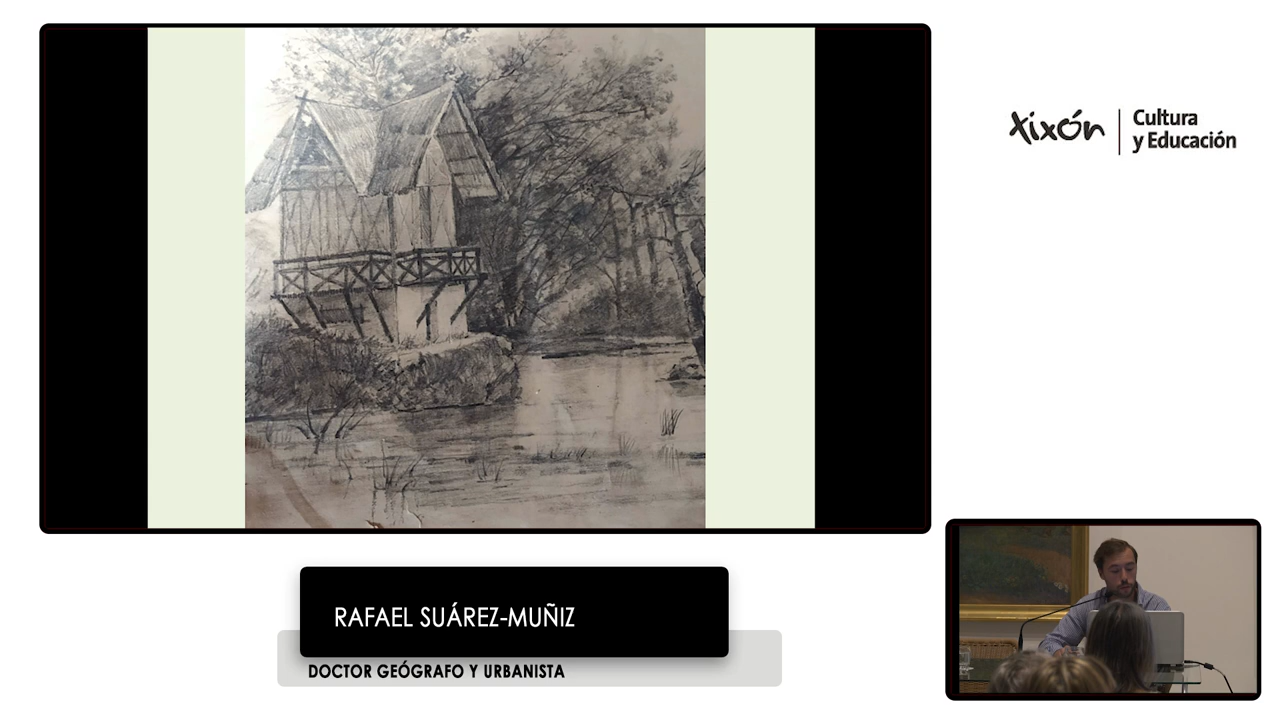 xixón
Cultura
y Educación
RAFAEL SUÁREZ-MUÑIZ
DOCTOR GEÓGRAFO Y URBANISTA